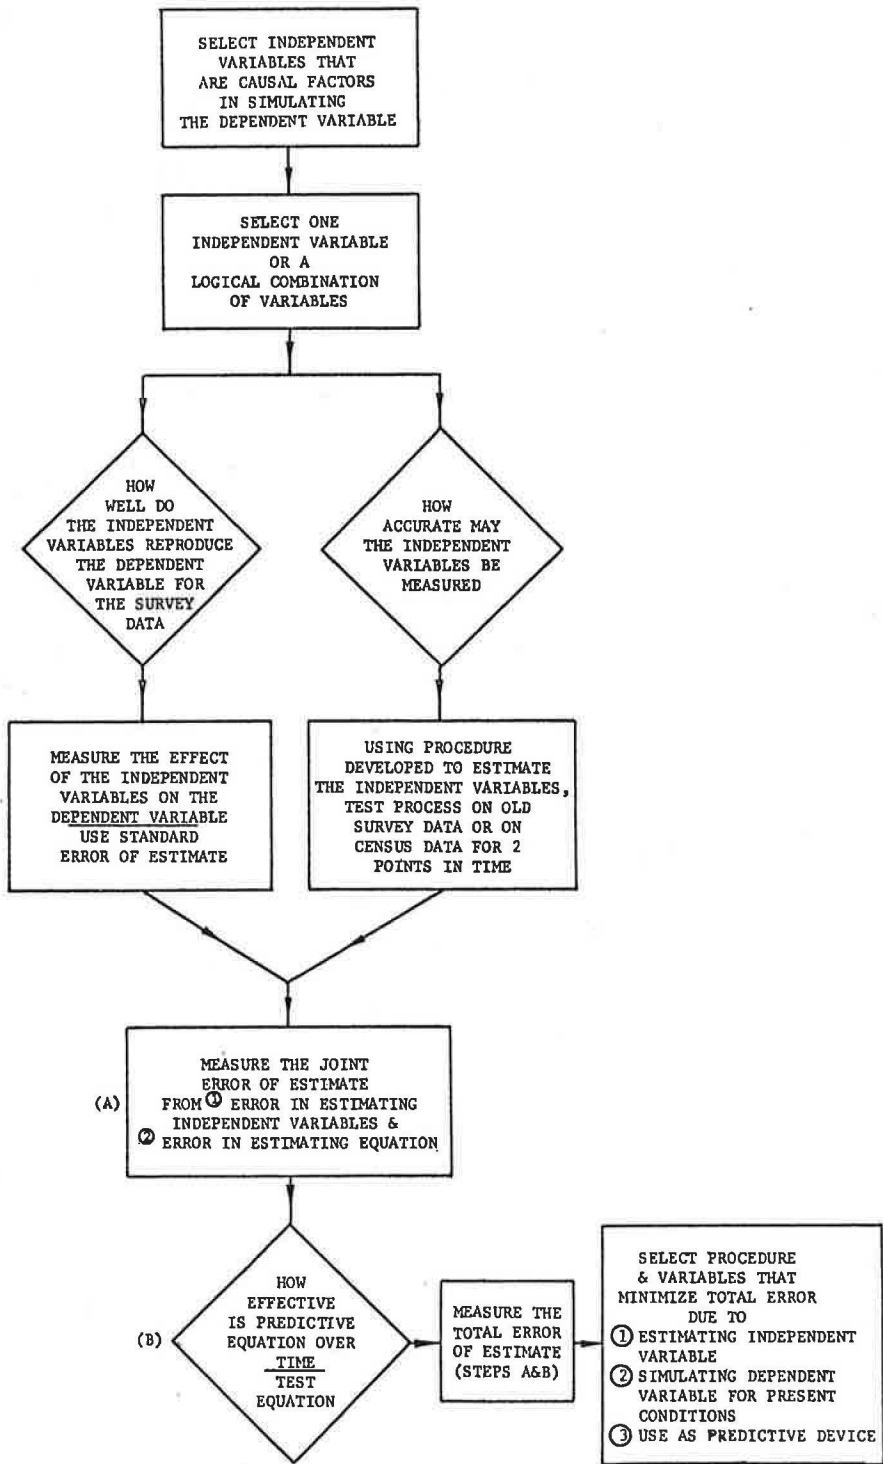 SELECT INDEPENDENT
VARIABLES THAT
ARE CAUSAL FACTORS
IN SIMULATING
THE DEPENDENT VARIABLE
SELECT ONE
INDEPENDENT VARIABLE
OR A
LOGICAL COMBINATION
OF VARIABLES
HOW
WELL DO
THE INDEPENDENT
VARIABLES REPRODUCE
THE DEPENDENT
VARIABLE FOR
THE SURVEY
DATA
HOW
ACCURATE MAY
THE INDEPENDENT
VARIABLES BE
MEASURED
MEASURE THE EFFECT
OF THE INDEPENDENT
VARIABLES ON THE
DEPENDENT VARIABLE
USE STANDARD
ERROR OF ESTIMATE
USING PROCEDURE
DEVELOPED TO ESTIMATE
THE INDEPENDENT VARIABLES,
TEST PROCESS ON OLD
SURVEY DATA OR ON
CENSUS DATA FOR 2
POINTS IN TIME
(A)
MEASURE THE JOINT
ERROR OF ESTIMATE
FROM ① ERROR IN ESTIMATING
INDEPENDENT VARIABLES &
② ERROR IN ESTIMATING EQUATION
(B)
HOW
EFFECTIVE
IS PREDICTIVE
EQUATION OVER
TIME
TEST
EQUATION
MEASURE THE
TOTAL ERROR
OF ESTIMATE
(STEPS A&B)
SELECT PROCEDURE
& VARIABLES THAT
MINIMIZE TOTAL ERROR
DUE TO
① ESTIMATING INDEPENDENT
VARIABLE
② SIMULATING DEPENDENT
VARIABLE FOR PRESENT
CONDITIONS
③ USE AS PREDICTIVE DEVICE